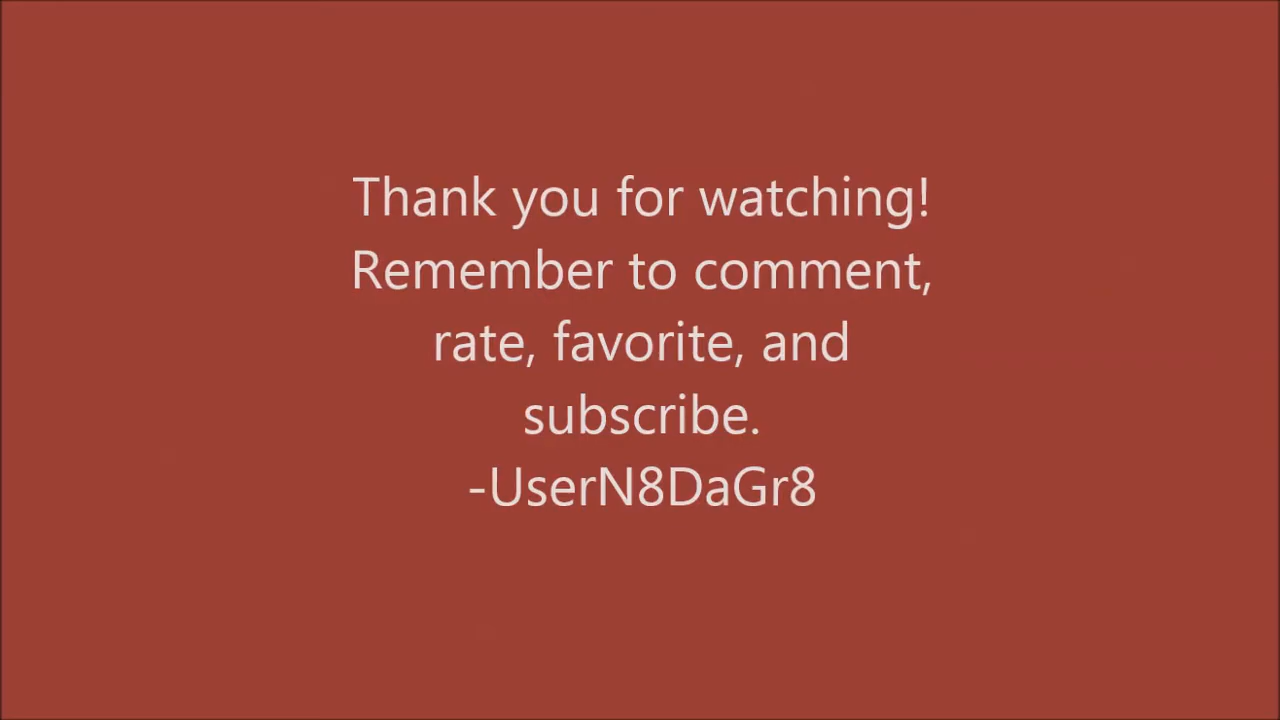 Thank you for watching!
Remember to comment,
rate, favorite, and
subscribe.
-UserN8DaGr8